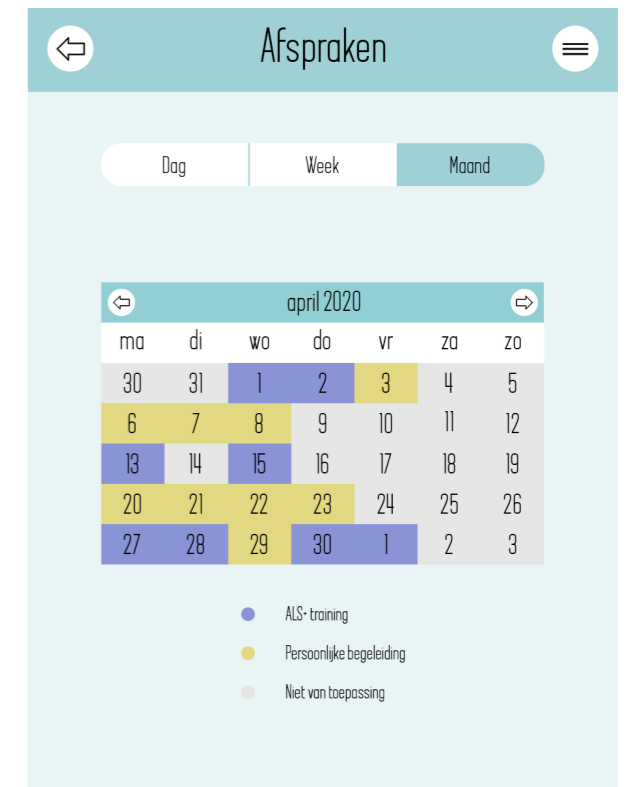 Afspraken
Dag Week Maand
april 2020
ma di wo do vr za zo
30 31 1 2 3 4 5
6 7 8 9 10 11 12
13 14 15 16 17 18 19
20 21 22 23 24 25 26
27 28 29 30 1 2 3
ALS+ training
Persoonlijke begeleiding
Niet van toepassing